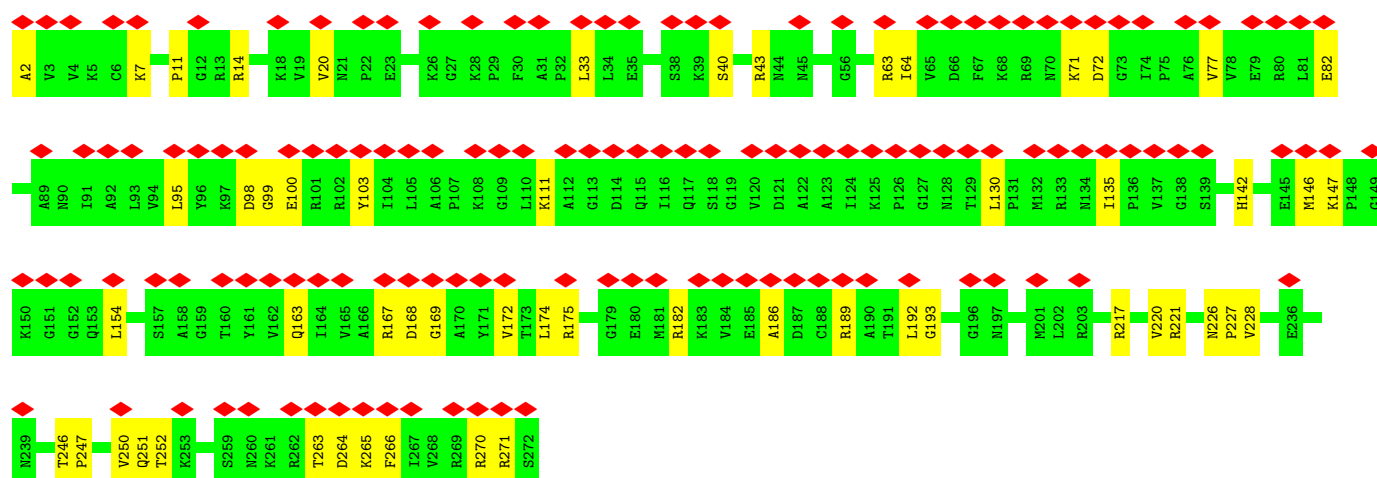 A2 V3 V4 K5 C6 K7 P11 G12 R13 R14 K18 V19 V20 N21 P22 E23 K26 G27 K28 P29 F30 A31 P32 L33 L34 E35 S38 K39 S40 R43 N44 N45 G56 R63 I64 V65 D66 F67 K68 R69 N70 K71 D72 G73 I74 P75 A76 V77 V78 E79 R80 L81 E82
A89 N90 I91 A92 L93 V94 L95 Y96 K97 D98 G99 E100 R101 R102 Y103 I104 L105 A106 P107 K108 G109 L110 K111 A112 G113 D114 Q115 I116 Q117 S118 G119 V120 D121 A122 A123 I124 K125 P126 G127 N128 T129 L130 P131 M132 R133 N134 I135 P136 V137 G138 S139 H142 E145 M146 K147 P148 G149
K150 G151 G152 Q153 L154 S157 A158 G159 T160 Y161 V162 Q163 I164 V165 A166 R167 D168 G169 A170 Y171 V172 T173 L174 R175 G179 E180 M181 R182 K183 V184 E185 A186 D187 C188 R189 A190 T191 L192 G193 G196 N197 M201 L202 R203 R217 V220 R221 N226 P227 V228 E236
N239 T246 P247 V250 Q251 T252 K253 S259 N260 K261 R262 T263 D264 K265 F266 I267 V268 R269 R270 R271 S272